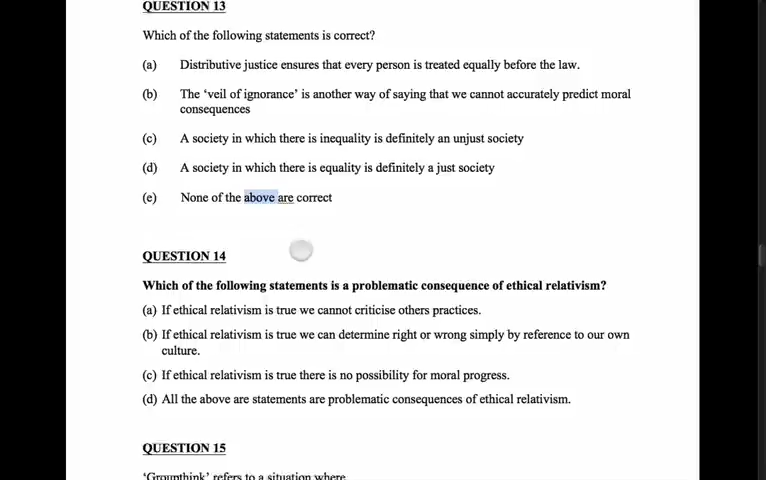 QUESTION 13
Which of the following statements is correct?
(a) Distributive justice ensures that every person is treated equally before the law.
(b) The ‘veil of ignorance’ is another way of saying that we cannot accurately predict moral
consequences
(c) A society in which there is inequality is definitely an unjust society
(d) A society in which there is equality is definitely a just society
(e) None of the above are correct
QUESTION 14
Which of the following statements is a problematic consequence of ethical relativism?
(a) If ethical relativism is true we cannot criticise others practices.
(b) If ethical relativism is true we can determine right or wrong simply by reference to our own
culture.
(c) If ethical relativism is true there is no possibility for moral progress.
(d) All the above are statements are problematic consequences of ethical relativism.
QUESTION 15
‘Groupthink’ refers to a situation where